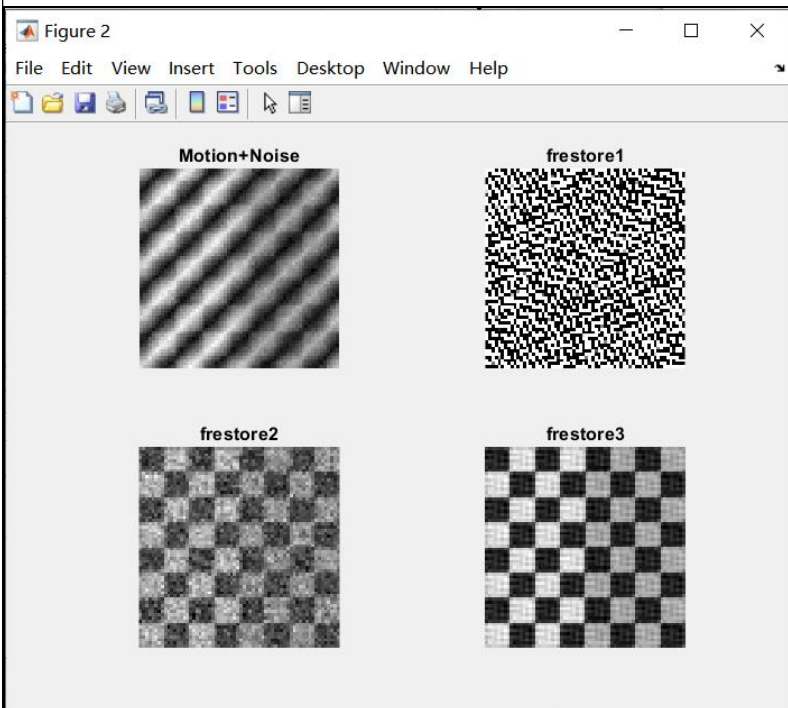 Figure 2
File Edit View Insert Tools Desktop Window Help
Motion+Noise frestore1
frestore2 frestore3